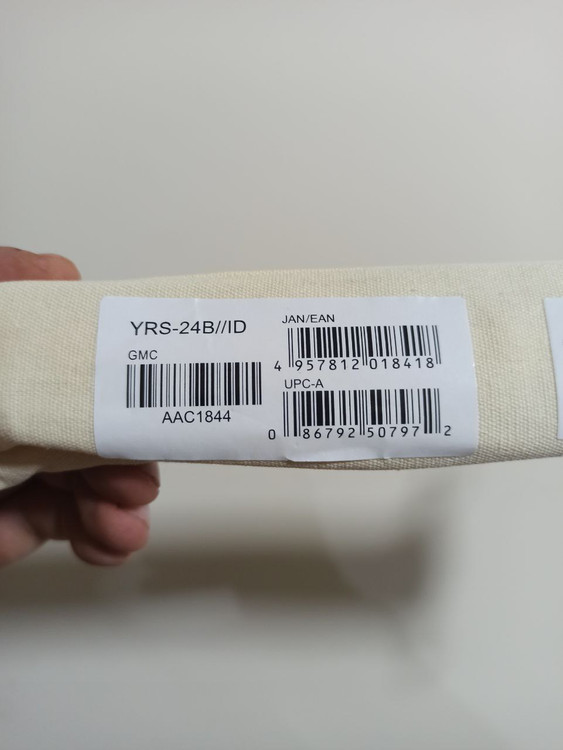 YRS-24B//ID
GMC
AAC1844
JAN/EAN
4 957812 018418
UPC-A
0 86792 50797 2